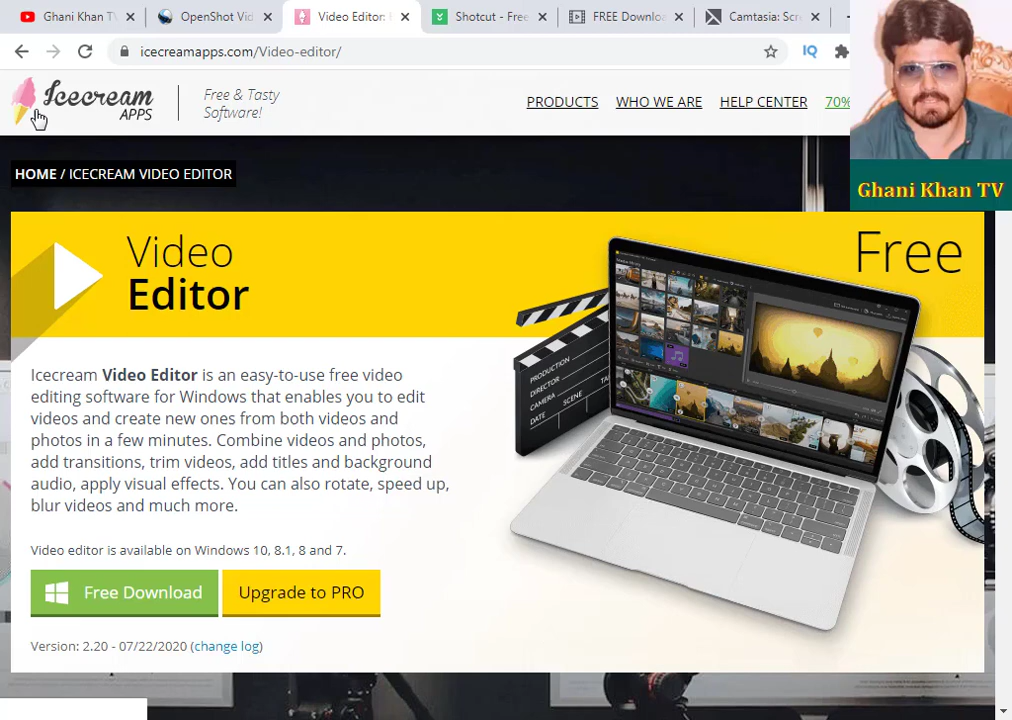 Ghani Khan T
OpenShot Vid
Video Editor:
Shotcut - Free
FREE Downlo
Camtasia: Scr
icecreamapps.com/Video-editor/
IQ
Icecream
APPS
Free & Tasty
Software!
PRODUCTS
WHO WE ARE
HELP CENTER
70%
Ghani Khan TV
HOME / ICECREAM VIDEO EDITOR
Video
Editor
Free
PRODUCTION
DIRECTOR
CAMERA
DATE SCENE TA
Icecream Video Editor is an easy-to-use free video
editing software for Windows that enables you to edit
videos and create new ones from both videos and
photos in a few minutes. Combine videos and photos,
add transitions, trim videos, add titles and background
audio, apply visual effects. You can also rotate, speed up,
blur videos and much more.
Video editor is available on Windows 10, 8.1, 8 and 7.
Free Download
Upgrade to PRO
Version: 2.20 - 07/22/2020 (change log)